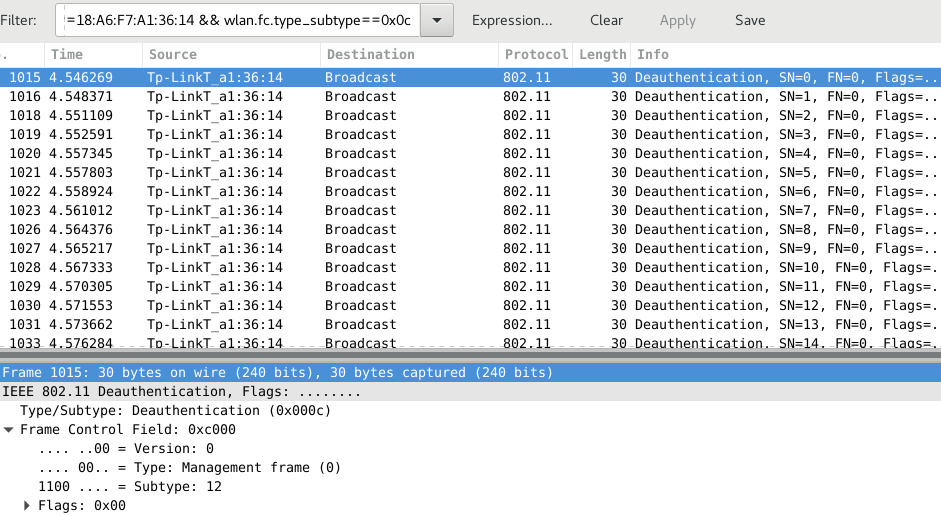 Filter: =18:A6:F7:A1:36:14 && wlan.fc.type_subtype==0x0c Expression... Clear Apply Save
. Time Source Destination Protocol Length Info
1015 4.546269 Tp-LinkT_a1:36:14 Broadcast 802.11 30 Deauthentication, SN=0, FN=0, Flags=..
1016 4.548371 Tp-LinkT_a1:36:14 Broadcast 802.11 30 Deauthentication, SN=1, FN=0, Flags=..
1018 4.551109 Tp-LinkT_a1:36:14 Broadcast 802.11 30 Deauthentication, SN=2, FN=0, Flags=..
1019 4.552591 Tp-LinkT_a1:36:14 Broadcast 802.11 30 Deauthentication, SN=3, FN=0, Flags=..
1020 4.557345 Tp-LinkT_a1:36:14 Broadcast 802.11 30 Deauthentication, SN=4, FN=0, Flags=..
1021 4.557803 Tp-LinkT_a1:36:14 Broadcast 802.11 30 Deauthentication, SN=5, FN=0, Flags=..
1022 4.558924 Tp-LinkT_a1:36:14 Broadcast 802.11 30 Deauthentication, SN=6, FN=0, Flags=..
1023 4.561012 Tp-LinkT_a1:36:14 Broadcast 802.11 30 Deauthentication, SN=7, FN=0, Flags=..
1026 4.564376 Tp-LinkT_a1:36:14 Broadcast 802.11 30 Deauthentication, SN=8, FN=0, Flags=..
1027 4.565217 Tp-LinkT_a1:36:14 Broadcast 802.11 30 Deauthentication, SN=9, FN=0, Flags=..
1028 4.567333 Tp-LinkT_a1:36:14 Broadcast 802.11 30 Deauthentication, SN=10, FN=0, Flags=.
1029 4.570305 Tp-LinkT_a1:36:14 Broadcast 802.11 30 Deauthentication, SN=11, FN=0, Flags=.
1030 4.571553 Tp-LinkT_a1:36:14 Broadcast 802.11 30 Deauthentication, SN=12, FN=0, Flags=.
1031 4.573662 Tp-LinkT_a1:36:14 Broadcast 802.11 30 Deauthentication, SN=13, FN=0, Flags=.
1033 4.576284 Tp-LinkT_a1:36:14 Broadcast 802.11 30 Deauthentication, SN=14, FN=0, Flags=.
Frame 1015: 30 bytes on wire (240 bits), 30 bytes captured (240 bits)
IEEE 802.11 Deauthentication, Flags: ........
Type/Subtype: Deauthentication (0x000c)
Frame Control Field: 0xc000
.... ..00 = Version: 0
.... 00.. = Type: Management frame (0)
1100 .... = Subtype: 12
Flags: 0x00